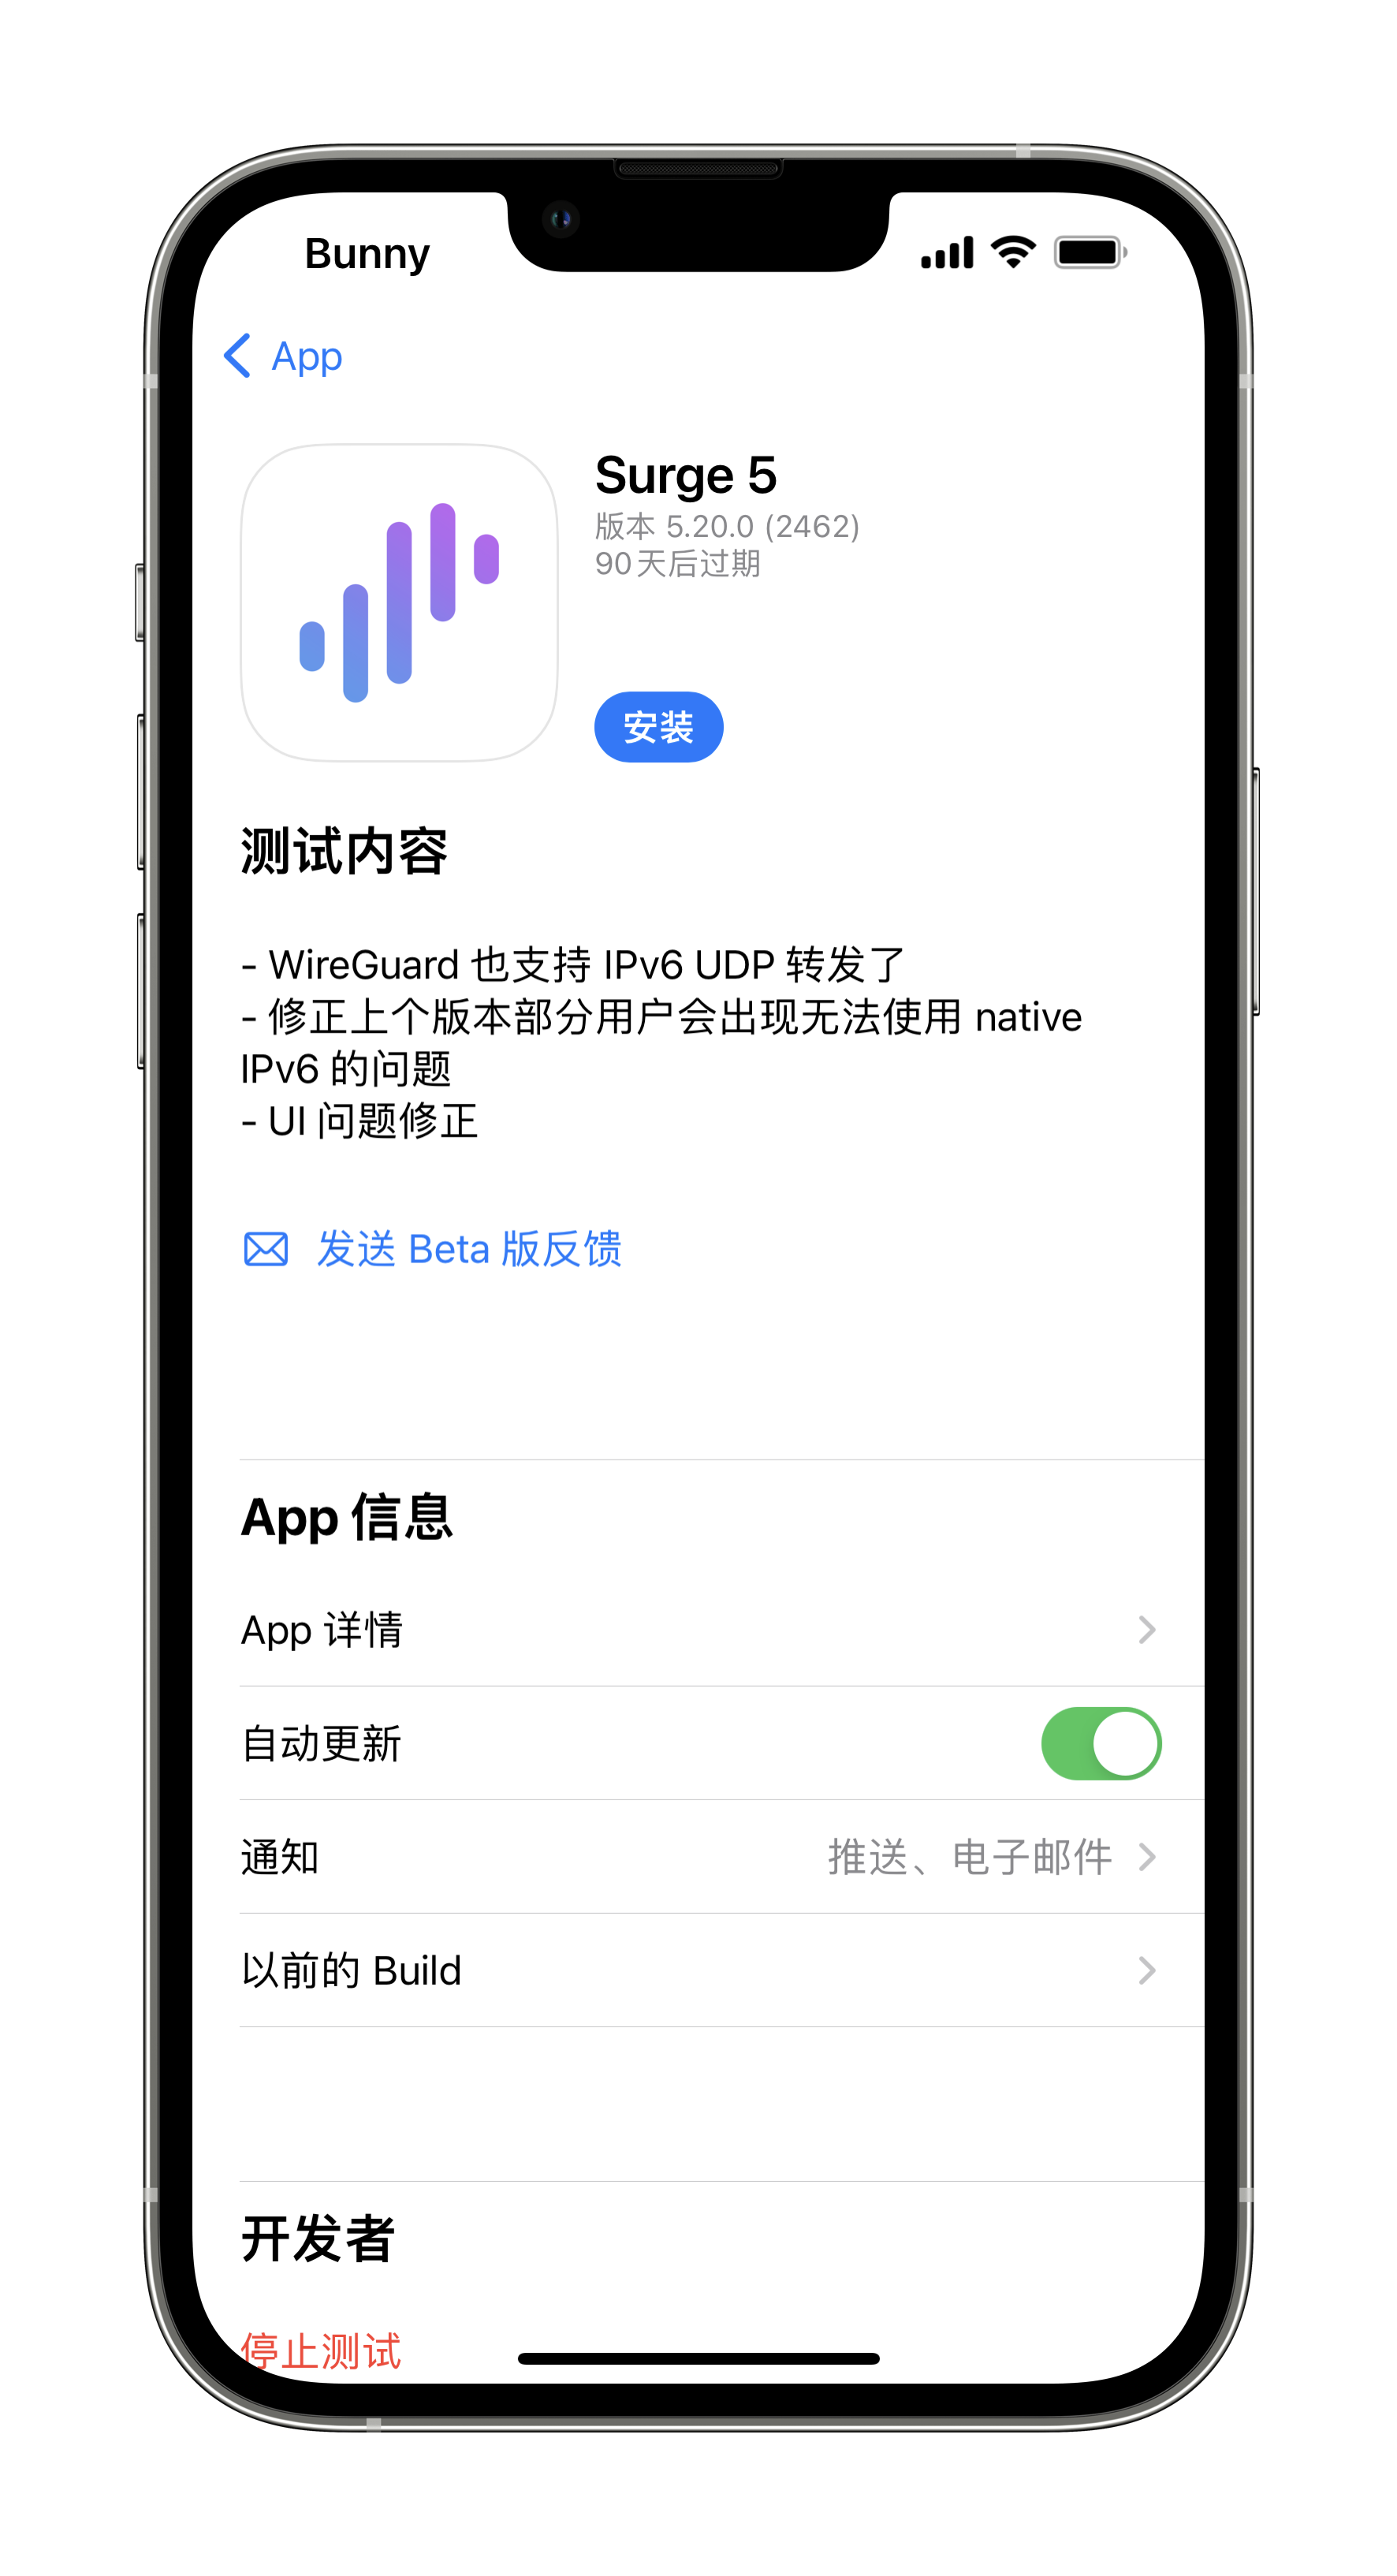 Bunny
App
Surge 5
版本 5.20.0 (2462)
90 天后过期
安装
测试内容
- WireGuard 也支持 IPv6 UDP 转发了
- 修正上个版本部分用户会出现无法使用 native
IPv6 的问题
- UI 问题修正
发送 Beta 版反馈
App 信息
App 详情
自动更新
通知 推送、电子邮件
以前的 Build
开发者
停止测试